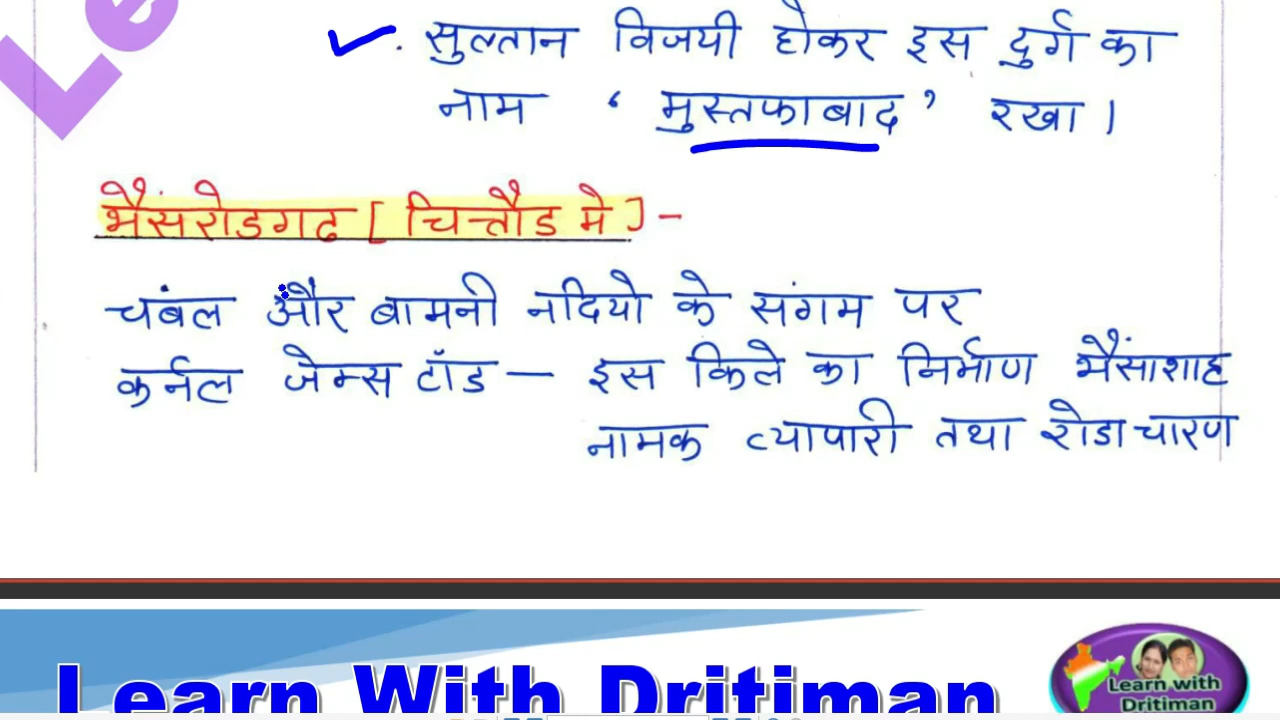 Le
सुल्तान विजयी होकर इस दुर्ग का
नाम ‘ मुस्तफाबाद ’ रखा।
भैंसरोडगढ [ चित्तौड मे ] -
चंबल और बामनी नदियो के संगम पर
कर्नल जेम्स टॉड - इस किले का निर्माण भैंसाशाह
नामक व्यापारी तथा रोडा चारण
Learn With Dritiman
Learn with
Dritiman